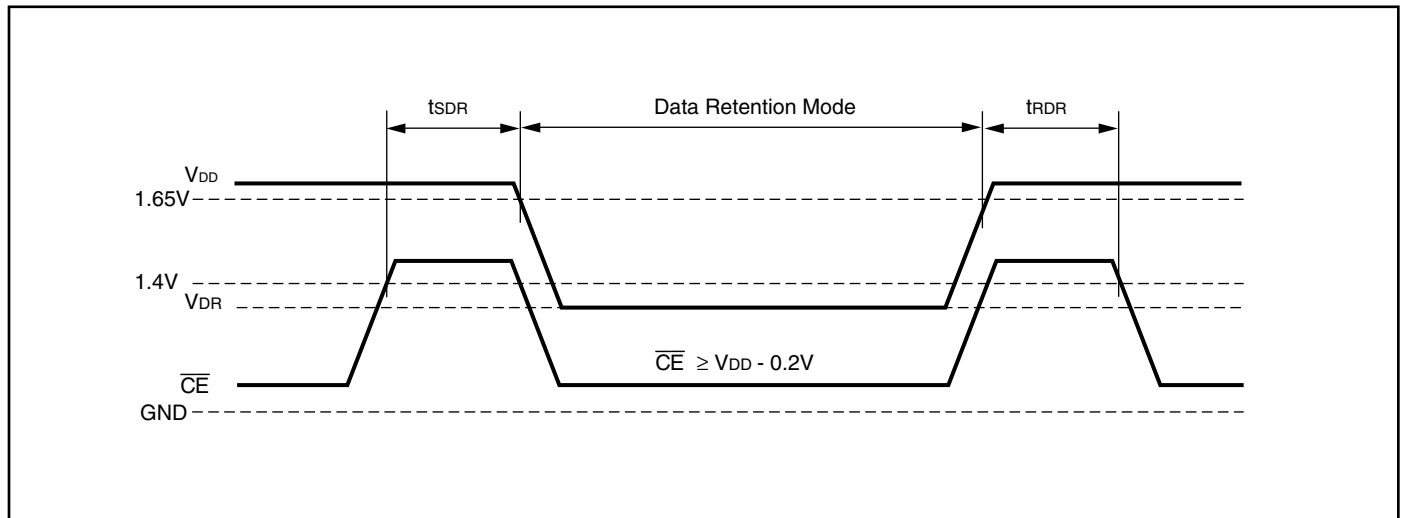 tSDR Data Retention Mode tRDR
VDD
1.65V
1.4V
VDR
CE ≥ VDD - 0.2V
CE
GND